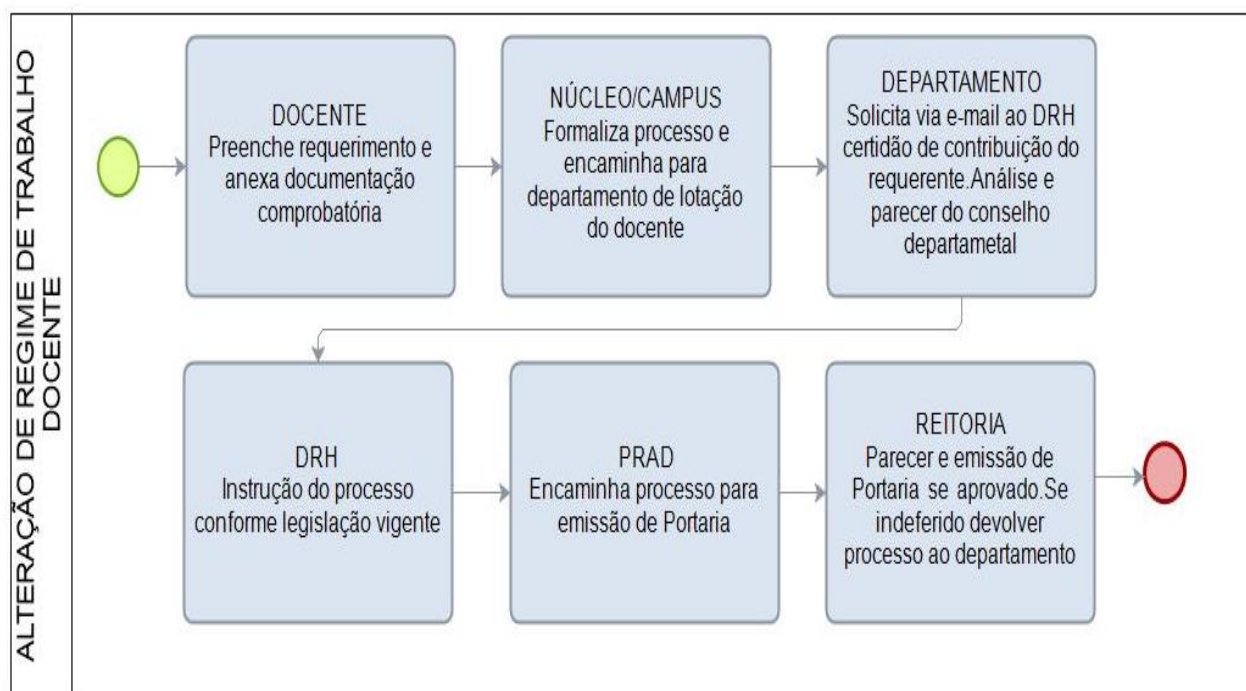 ALTERAÇÃO DE REGIME DE TRABALHO
DOCENTE
DOCENTE
Preenche requerimento e
anexa documentação
comprobatória
NÚCLEO/CAMPUS
Formaliza processo e
encaminha para
departamento de lotação
do docente
DEPARTAMENTO
Solicita via e-mail ao DRH
certidão de contribuição do
requerente.Análise e
parecer do conselho
departametal
DRH
Instrução do processo
conforme legislação vigente
PRAD
Encaminha processo para
emissão de Portaria
REITORIA
Parecer e emissão de
Portaria se aprovado.Se
indeferido devolver
processo ao departamento